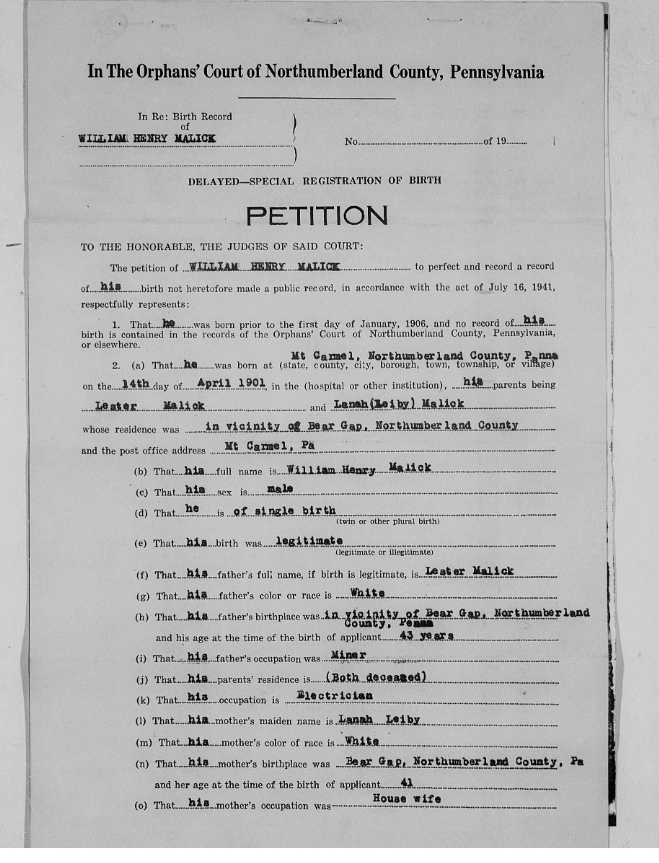 In The Orphans' Court of Northumberland County, Pennsylvania
In Re: Birth Record
of
WILLIAM HENRY MALICK
No. of 19
DELAYED—SPECIAL REGISTRATION OF BIRTH
PETITION
TO THE HONORABLE, THE JUDGES OF SAID COURT:
The petition of WILLIAM HENRY MALICK to perfect and record a record
of his birth not heretofore made a public record, in accordance with the act of July 16, 1941,
respectfully represents:
1. That he was born prior to the first day of January, 1906, and no record of his
birth is contained in the records of the Orphans' Court of Northumberland County, Pennsylvania,
or elsewhere.
Mt Carmel, Northumberland County, Penna
2. (a) That he was born at (state, county, city, borough, town, township, or village)
on the 14th day of April 1901, in the (hospital or other institution), his parents being
Lester Malick and Lanah(Leiby) Malick
whose residence was in vicinity of Bear Gap, Northumberland County
and the post office address Mt Carmel, Pa
(b) That his full name is William Henry Malick
(c) That his sex is male
(d) That he is of single birth
(twin or other plural birth)
(e) That his birth was legitimate
(legitimate or illegitimate)
(f) That his father's full name, if birth is legitimate, is Lester Malick
(g) That his father's color or race is White
(h) That his father's birthplace was in vicinity of Bear Gap, Northumberland
County, Penna
and his age at the time of the birth of applicant 43 years
(i) That his father's occupation was Miner
(j) That his parents' residence is (Both deceased)
(k) That his occupation is Electrician
(l) That his mother's maiden name is Lanah Leiby
(m) That his mother's color of race is White
(n) That his mother's birthplace was Bear Gap, Northumberland County, Pa
and her age at the time of the birth of applicant 41
(o) That his mother's occupation was House wife